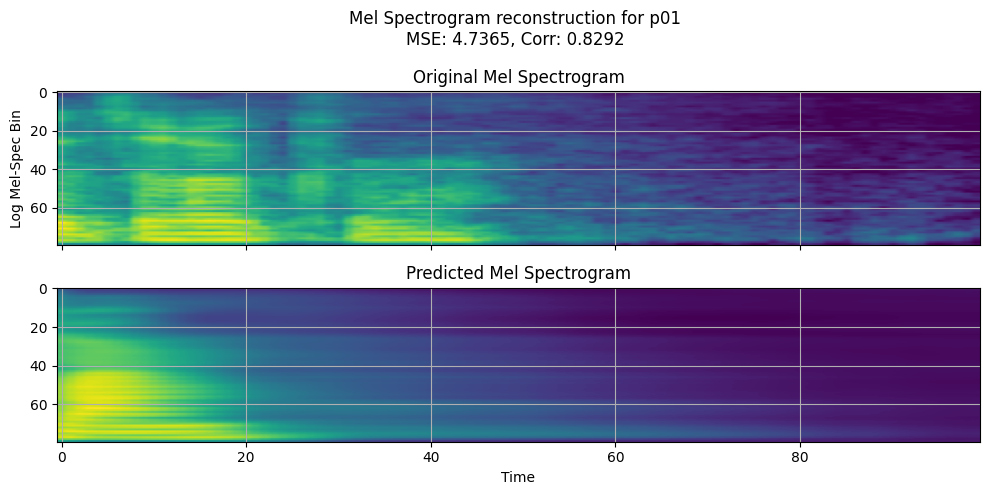 Mel Spectrogram reconstruction for p01
MSE: 4.7365, Corr: 0.8292
Original Mel Spectrogram
0
20
40
60
Log Mel-Spec Bin
Predicted Mel Spectrogram
0
20
40
60
0 20 40 60 80
Time